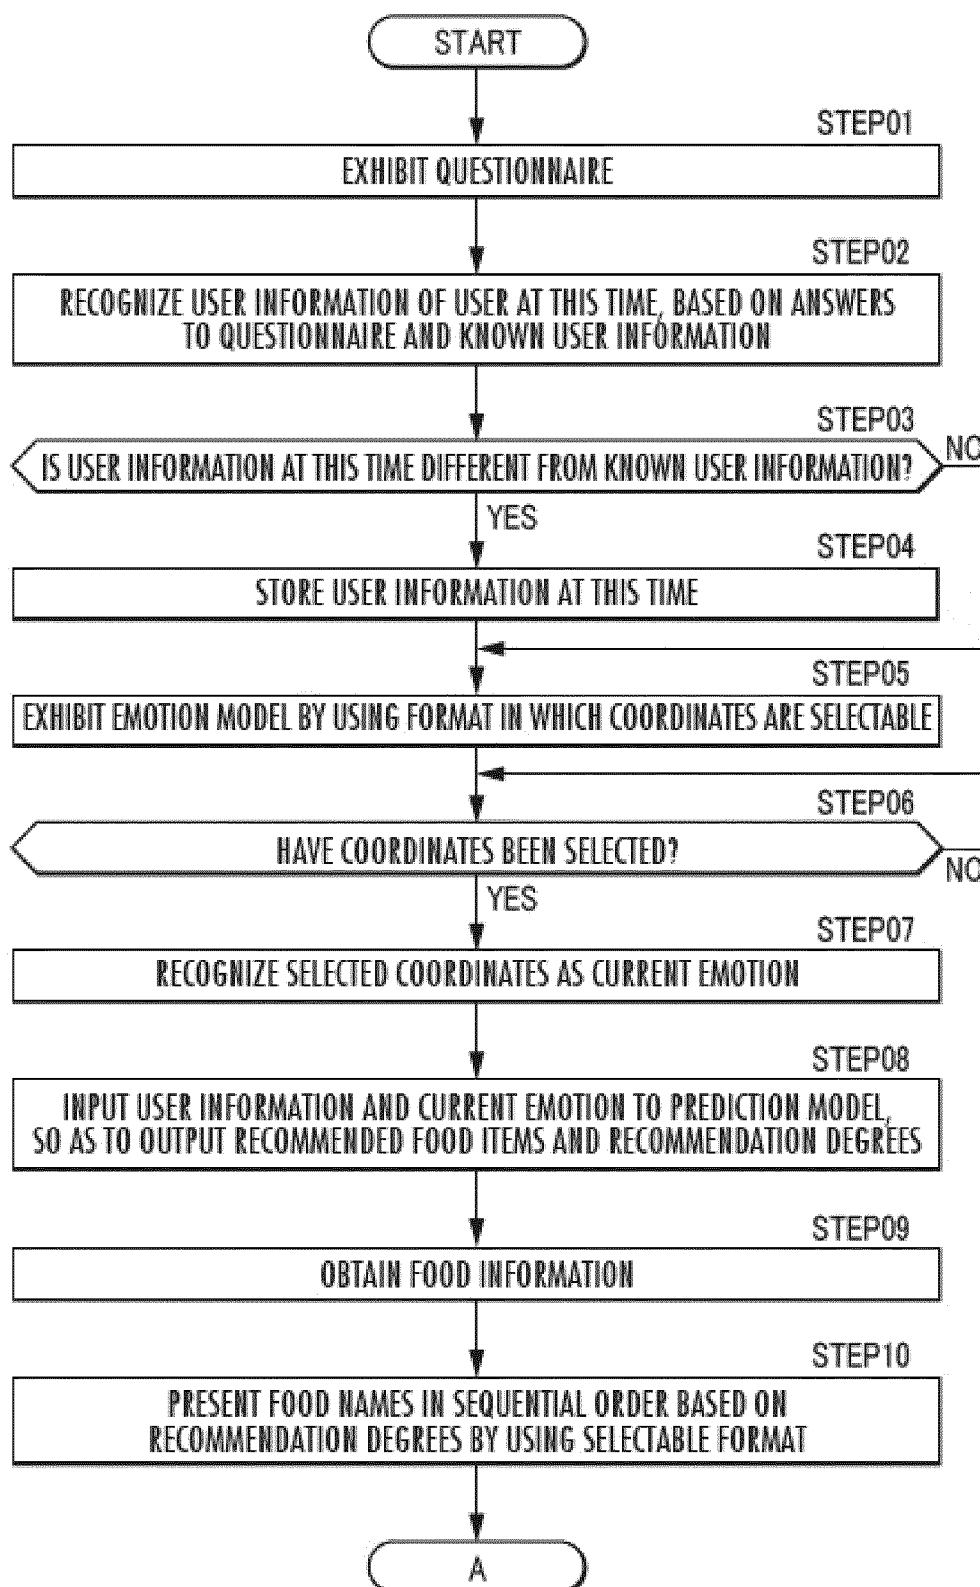 START
STEP01
EXHIBIT QUESTIONNAIRE
STEP02
RECOGNIZE USER INFORMATION OF USER AT THIS TIME, BASED ON ANSWERS
TO QUESTIONNAIRE AND KNOWN USER INFORMATION
STEP03
IS USER INFORMATION AT THIS TIME DIFFERENT FROM KNOWN USER INFORMATION?
NO
YES
STEP04
STORE USER INFORMATION AT THIS TIME
STEP05
EXHIBIT EMOTION MODEL BY USING FORMAT IN WHICH COORDINATES ARE SELECTABLE
STEP06
HAVE COORDINATES BEEN SELECTED?
NO
YES
STEP07
RECOGNIZE SELECTED COORDINATES AS CURRENT EMOTION
STEP08
INPUT USER INFORMATION AND CURRENT EMOTION TO PREDICTION MODEL,
SO AS TO OUTPUT RECOMMENDED FOOD ITEMS AND RECOMMENDATION DEGREES
STEP09
OBTAIN FOOD INFORMATION
STEP10
PRESENT FOOD NAMES IN SEQUENTIAL ORDER BASED ON
RECOMMENDATION DEGREES BY USING SELECTABLE FORMAT
A